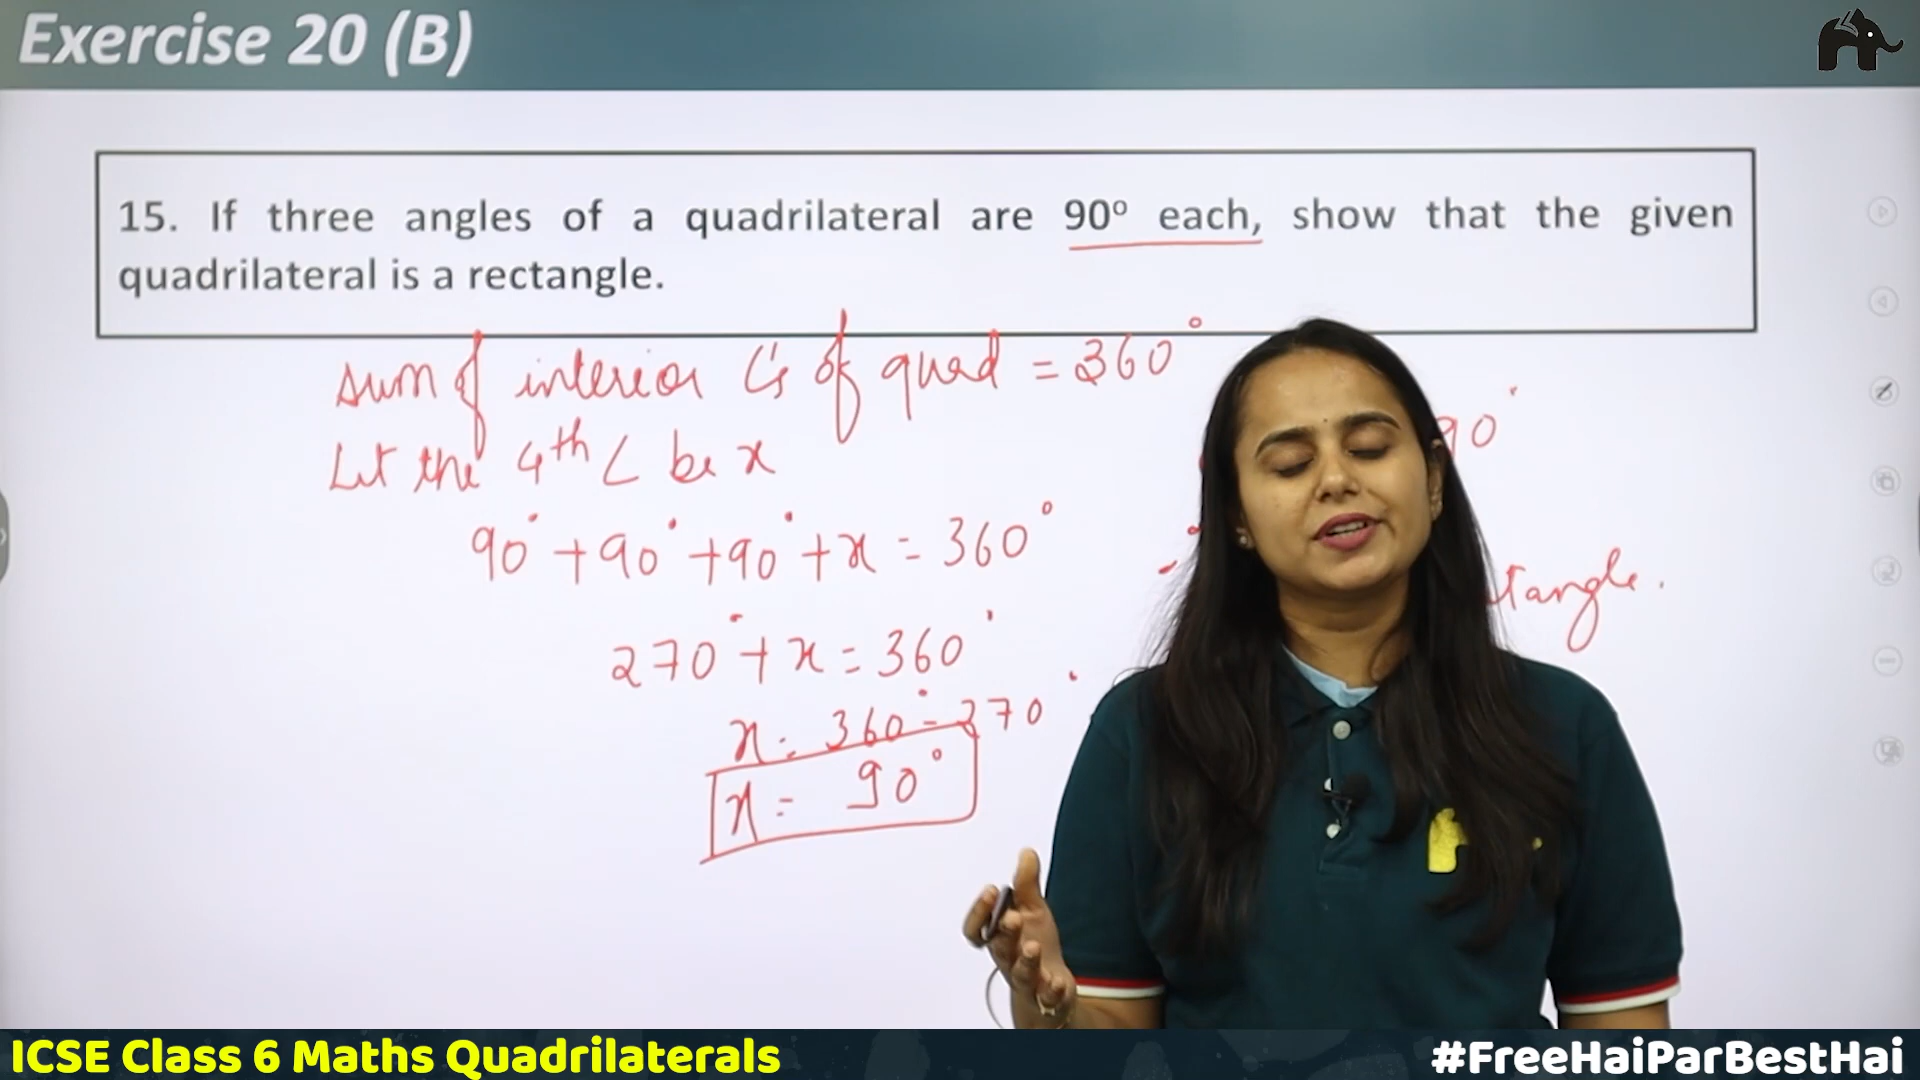 Exercise 20 (B)
15. If three angles of a quadrilateral are 90º each, show that the given
quadrilateral is a rectangle.
Sum of interior ∠'s of quad = 360°
Let the 4th ∠ be x
90°
90° + 90° + 90° + x = 360°
tangle.
270° + x = 360°
x = 360° - 270°
x = 90°
ICSE Class 6 Maths Quadrilaterals
#FreeHaiParBestHai